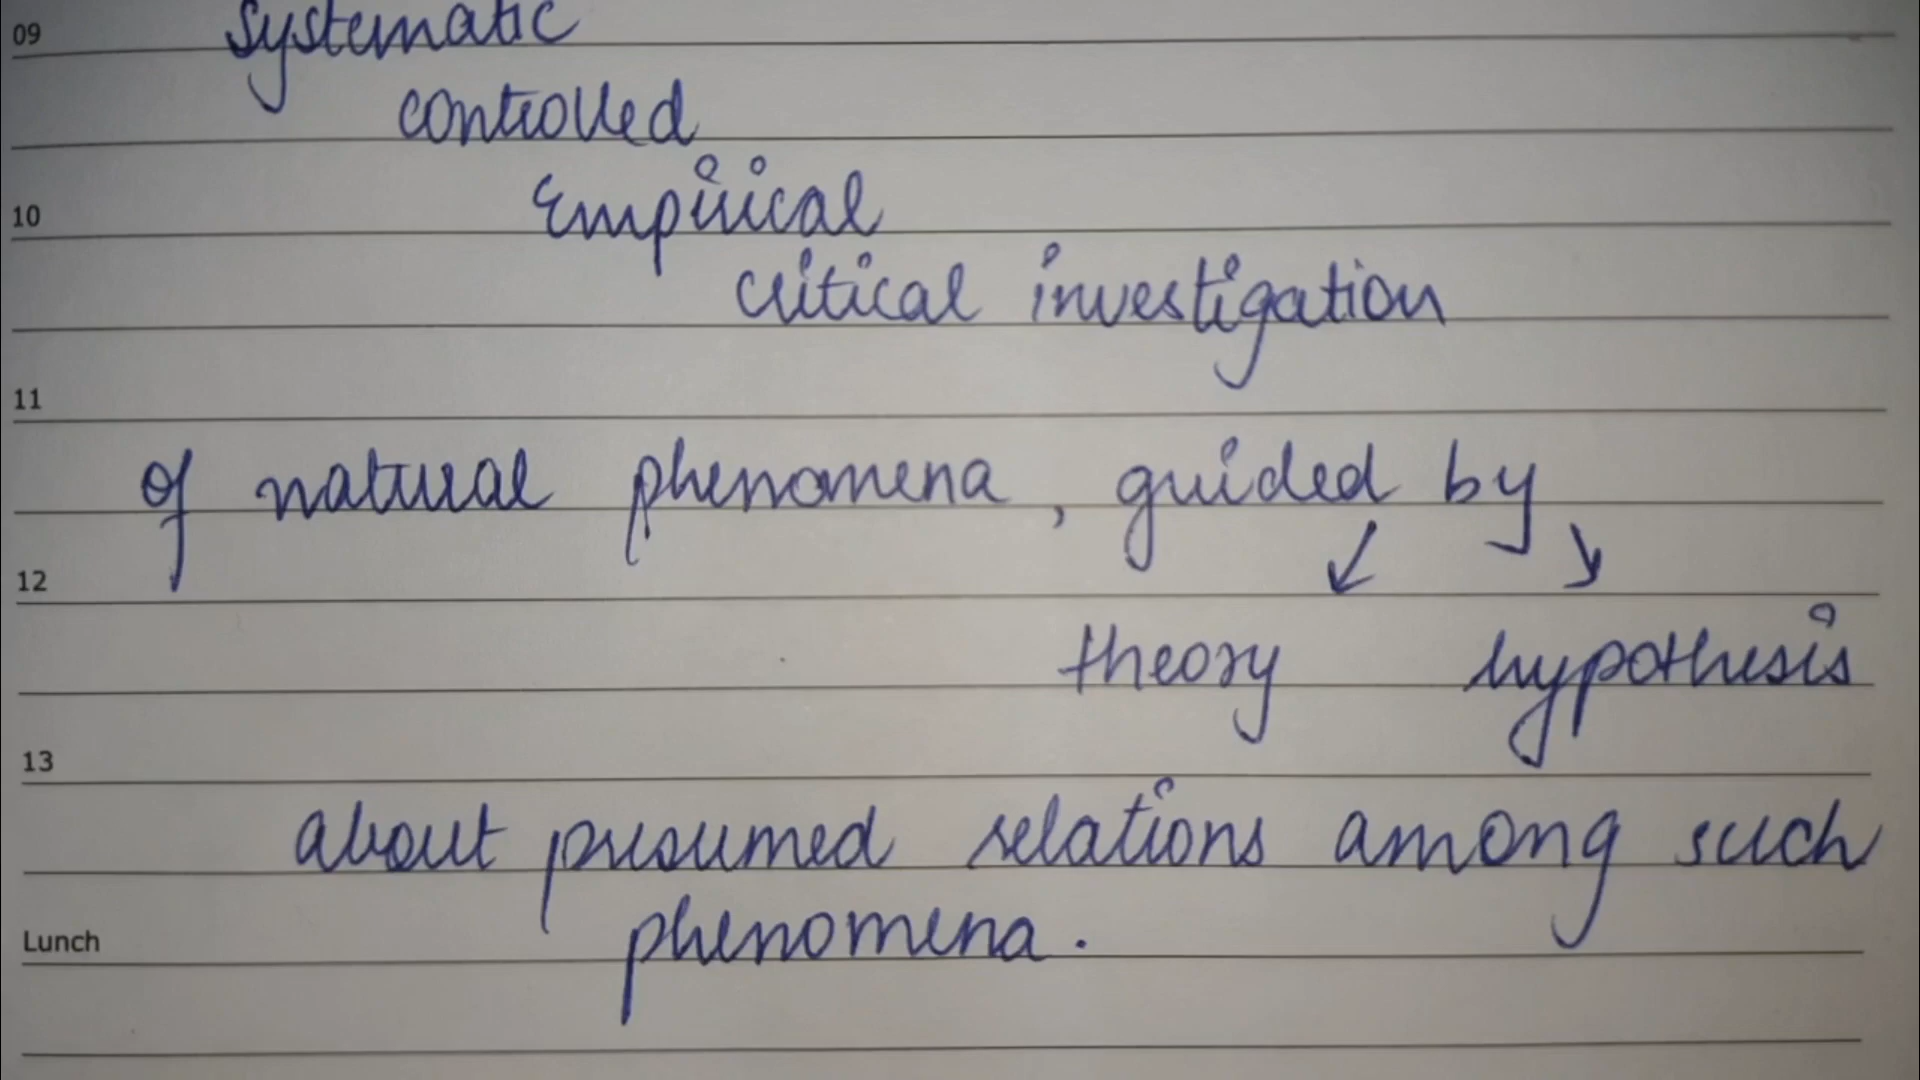 09 systematic
controlled
10 Empirical
critical investigation
11
of natural phenomena, guided by
12 ↙ ↘
theory hypothesis
13
about presumed relations among such
Lunch phenomena.